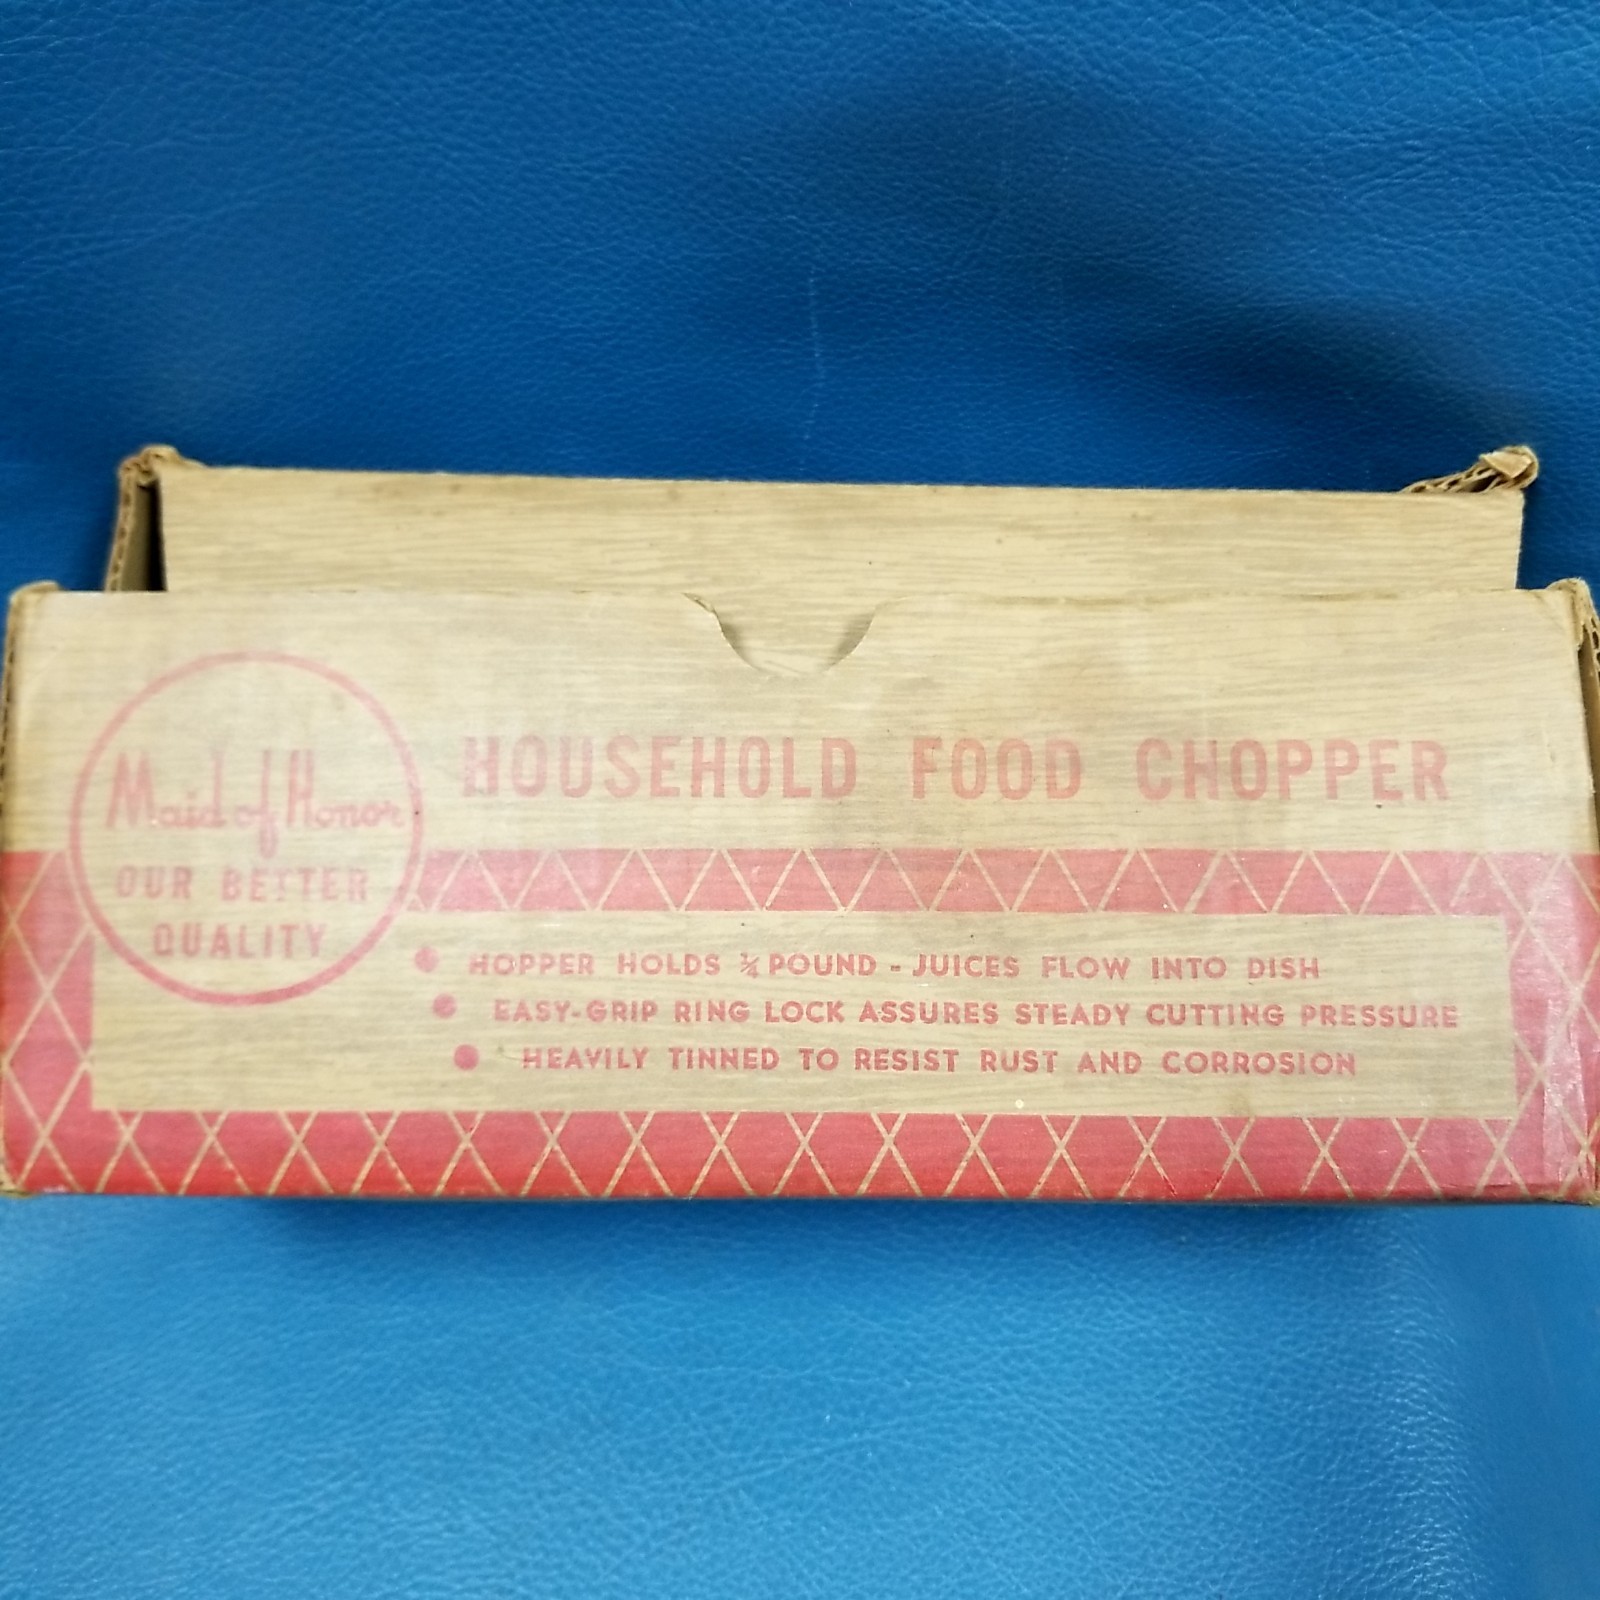 Maid of Honor
OUR BETTER
QUALITY
HOUSEHOLD FOOD CHOPPER
● HOPPER HOLDS ¾ POUND - JUICES FLOW INTO DISH
● EASY-GRIP RING LOCK ASSURES STEADY CUTTING PRESSURE
● HEAVILY TINNED TO RESIST RUST AND CORROSION